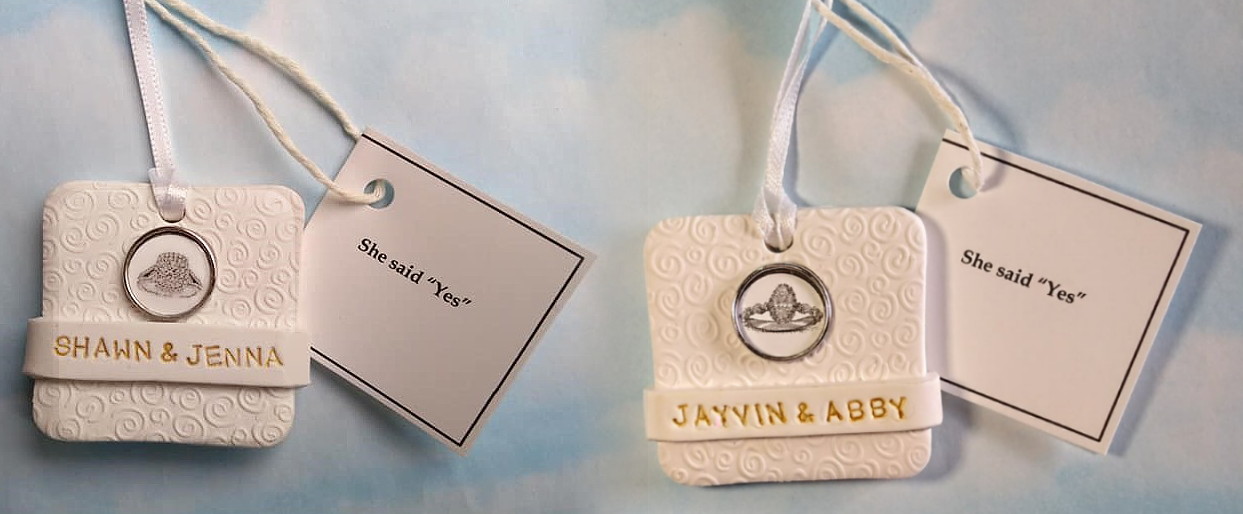 SHAWN & JENNA
She said “Yes”
JAYVIN & ABBY
She said “Yes”